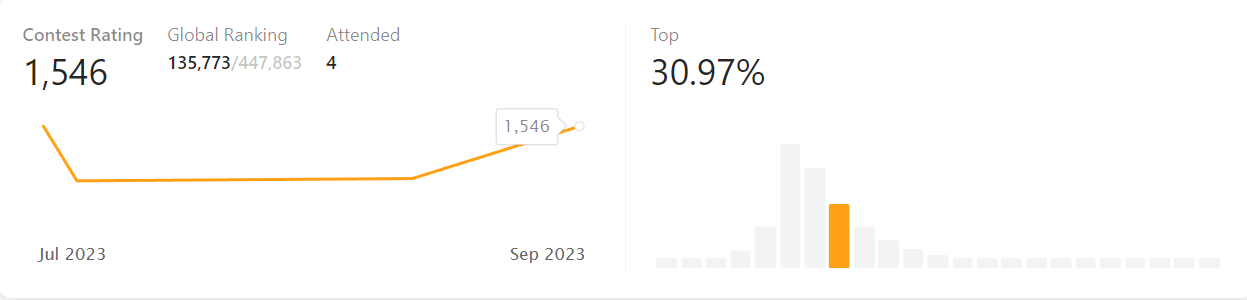 Contest Rating
1,546
Global Ranking
135,773/447,863
Attended
4
1,546
Jul 2023
Sep 2023
Top
30.97%